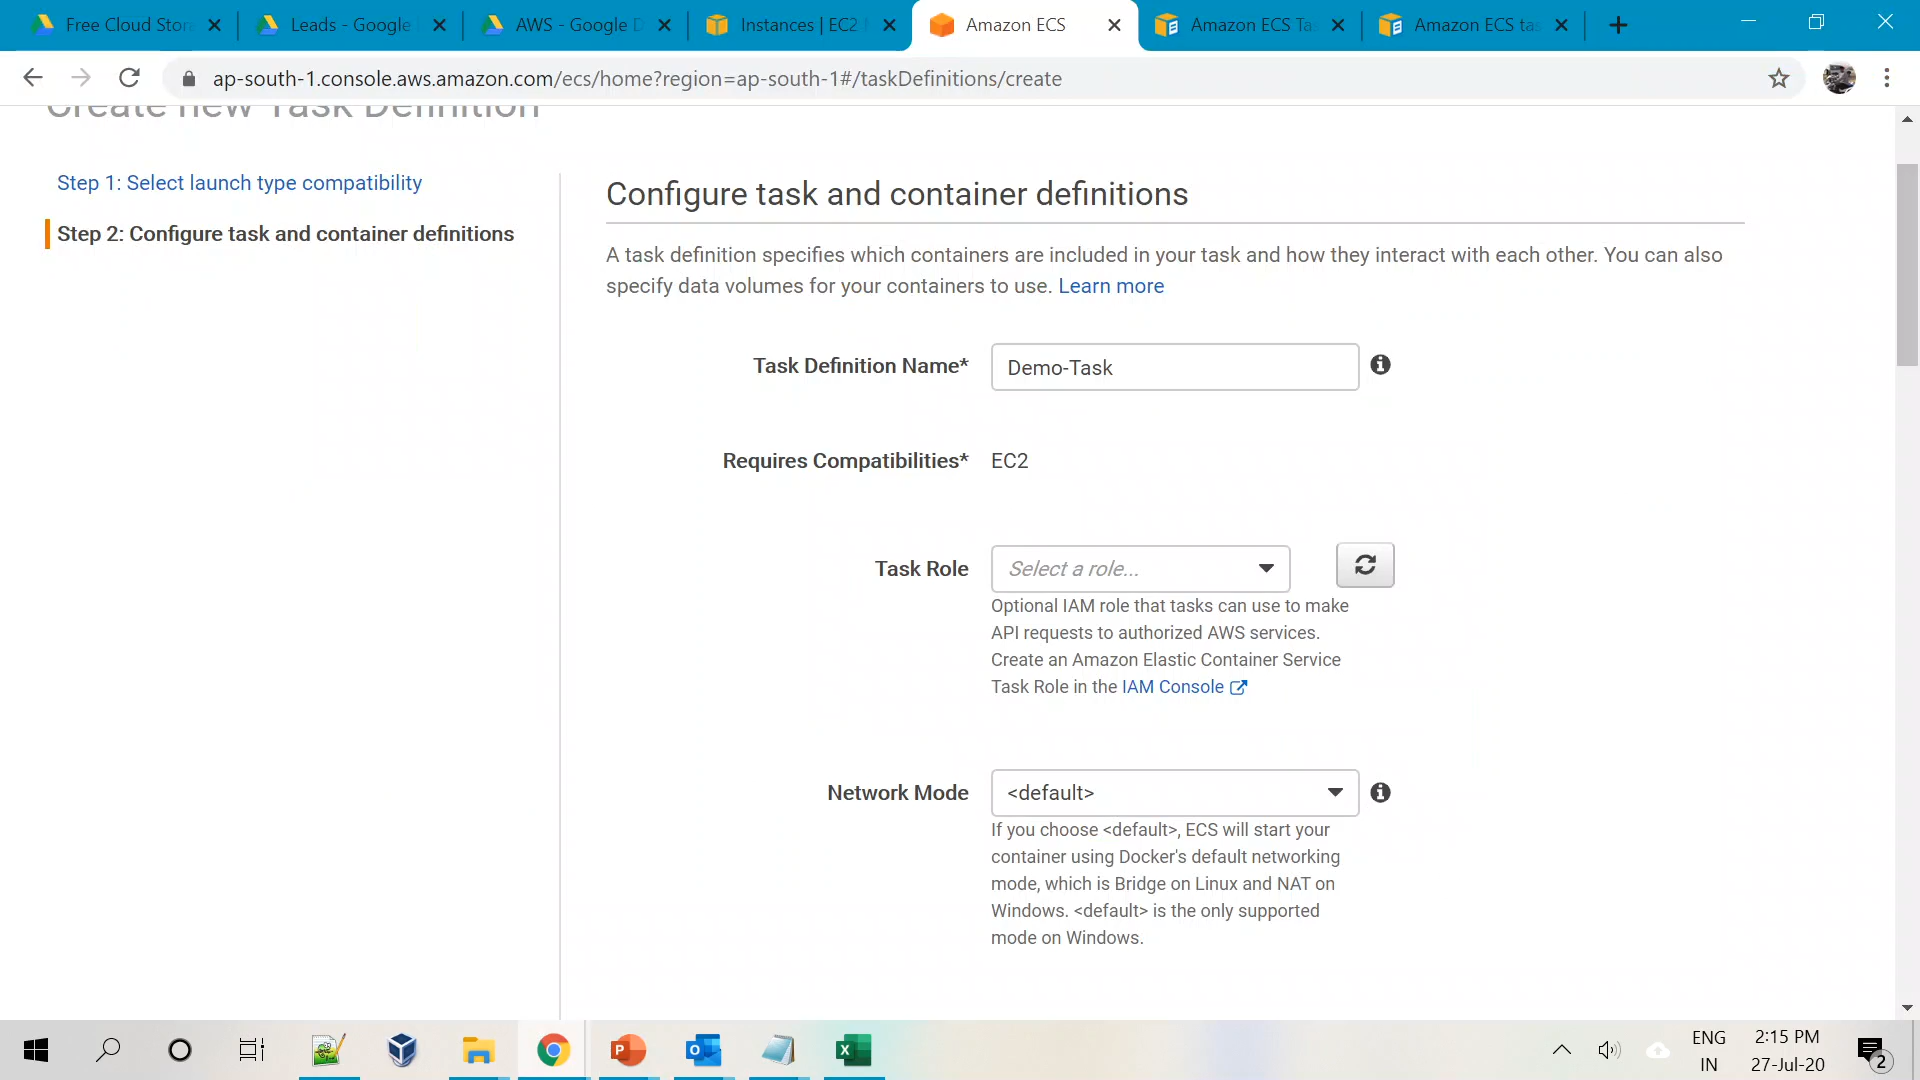 Free Cloud Stor
Leads - Google
AWS - Google D
Instances | EC2
Amazon ECS
Amazon ECS Ta
Amazon ECS tas
ap-south-1.console.aws.amazon.com/ecs/home?region=ap-south-1#/taskDefinitions/create
Create new Task Definition
Step 1: Select launch type compatibility
Step 2: Configure task and container definitions
Configure task and container definitions
A task definition specifies which containers are included in your task and how they interact with each other. You can also
specify data volumes for your containers to use. Learn more
Task Definition Name*
Demo-Task
Requires Compatibilities*
EC2
Task Role
Select a role...
Optional IAM role that tasks can use to make
API requests to authorized AWS services.
Create an Amazon Elastic Container Service
Task Role in the IAM Console
Network Mode
<default>
If you choose <default>, ECS will start your
container using Docker's default networking
mode, which is Bridge on Linux and NAT on
Windows. <default> is the only supported
mode on Windows.
ENG
IN
2:15 PM
27-Jul-20
2